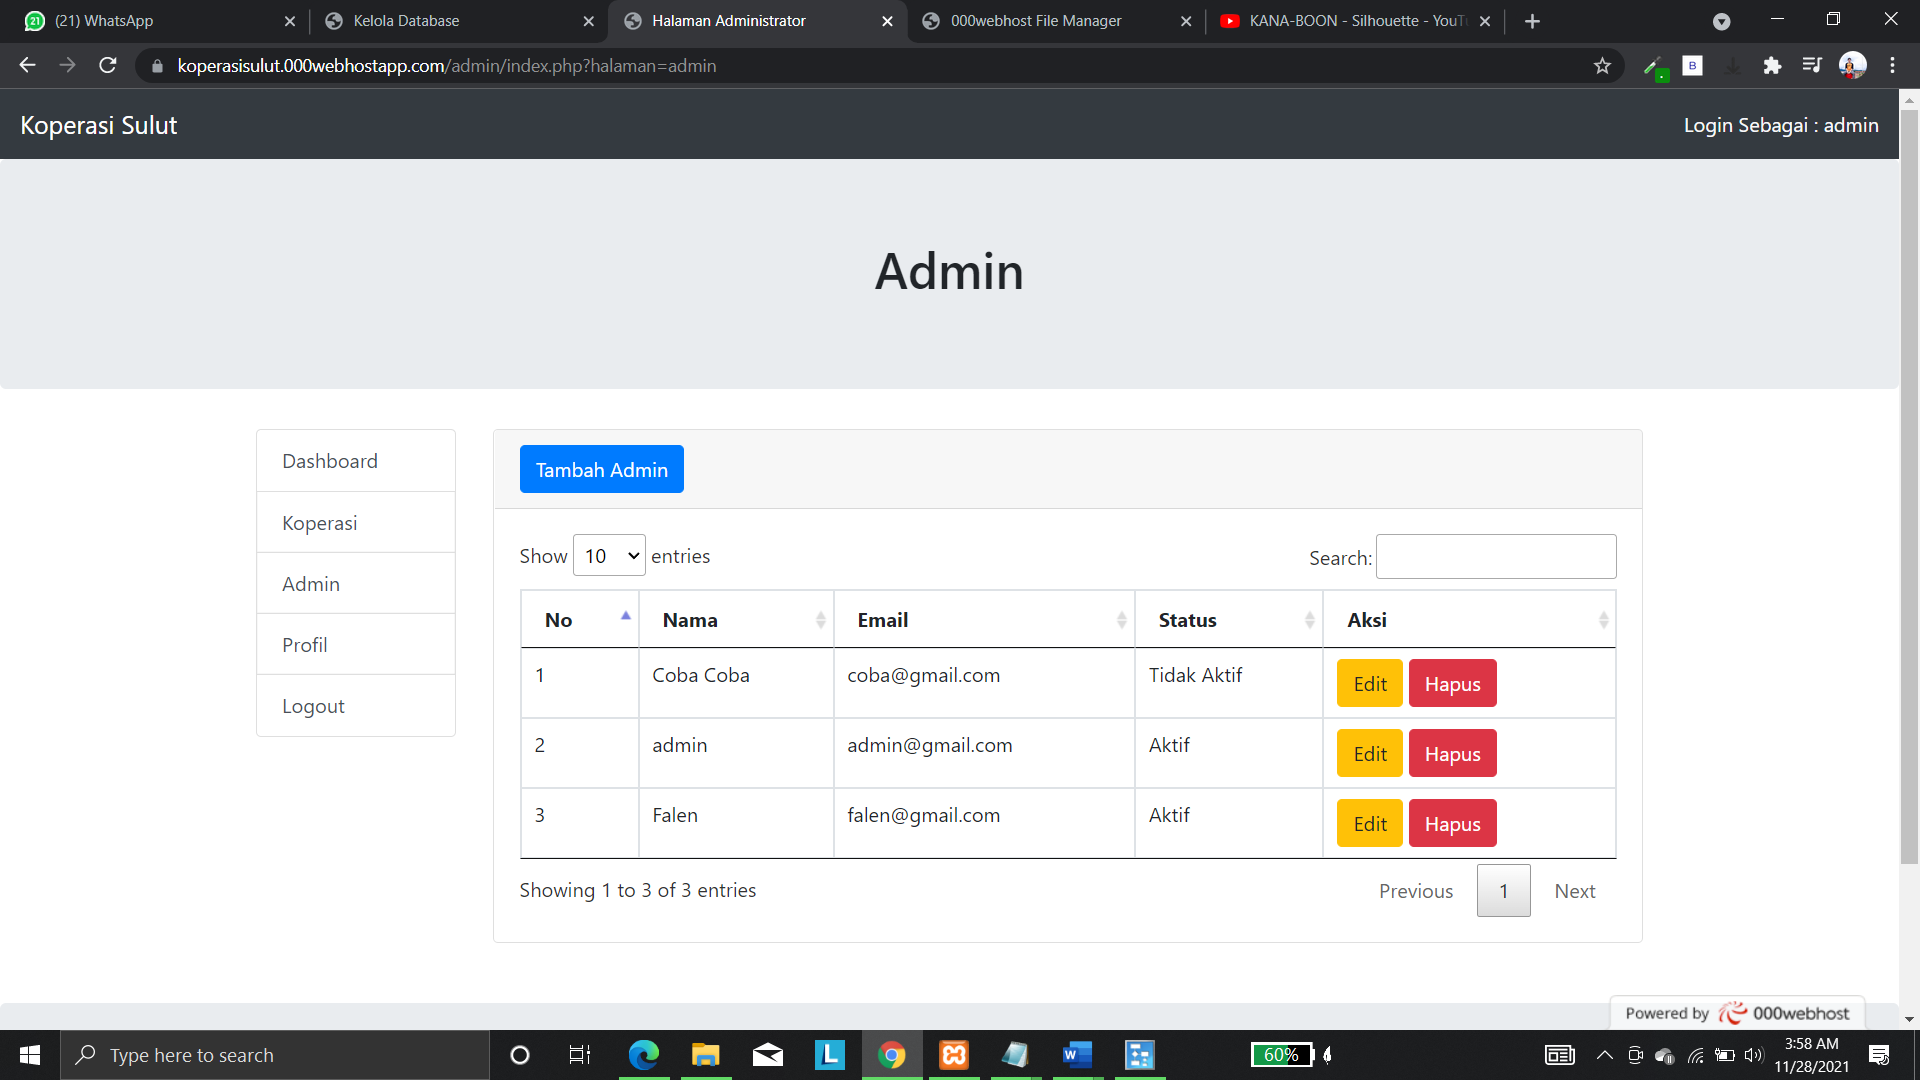 (21) WhatsApp
Kelola Database
Halaman Administrator
000webhost File Manager
KANA-BOON - Silhouette - YouT
koperasisulut.000webhostapp.com/admin/index.php?halaman=admin
Koperasi Sulut
Login Sebagai : admin
Admin
Dashboard
Koperasi
Admin
Profil
Logout
Tambah Admin
Show 10 entries
Search:
No Nama Email Status Aksi
1 Coba Coba coba@gmail.com Tidak Aktif Edit Hapus
2 admin admin@gmail.com Aktif Edit Hapus
3 Falen falen@gmail.com Aktif Edit Hapus
Showing 1 to 3 of 3 entries
Previous 1 Next
Powered by 000webhost
Type here to search
60%
3:58 AM
11/28/2021